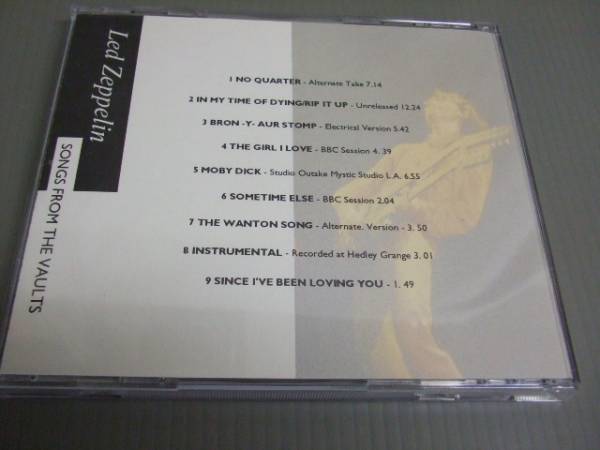 Led Zeppelin
SONGS FROM THE VAULTS
1 NO QUARTER - Alternate Take 7.14
2 IN MY TIME OF DYING/RIP IT UP - Unreleased 12.24
3 BRON -Y- AUR STOMP - Electrical Version 5.42
4 THE GIRL I LOVE - BBC Session 4. 39
5 MOBY DICK - Studio Outake Mystic Studio L.A. 6.55
6 SOMETIME ELSE - BBC Session 2.04
7 THE WANTON SONG - Alternate. Version - 3. 50
8 INSTRUMENTAL - Recorded at Hedley Grange 3. 01
9 SINCE I'VE BEEN LOVING YOU - 1. 49